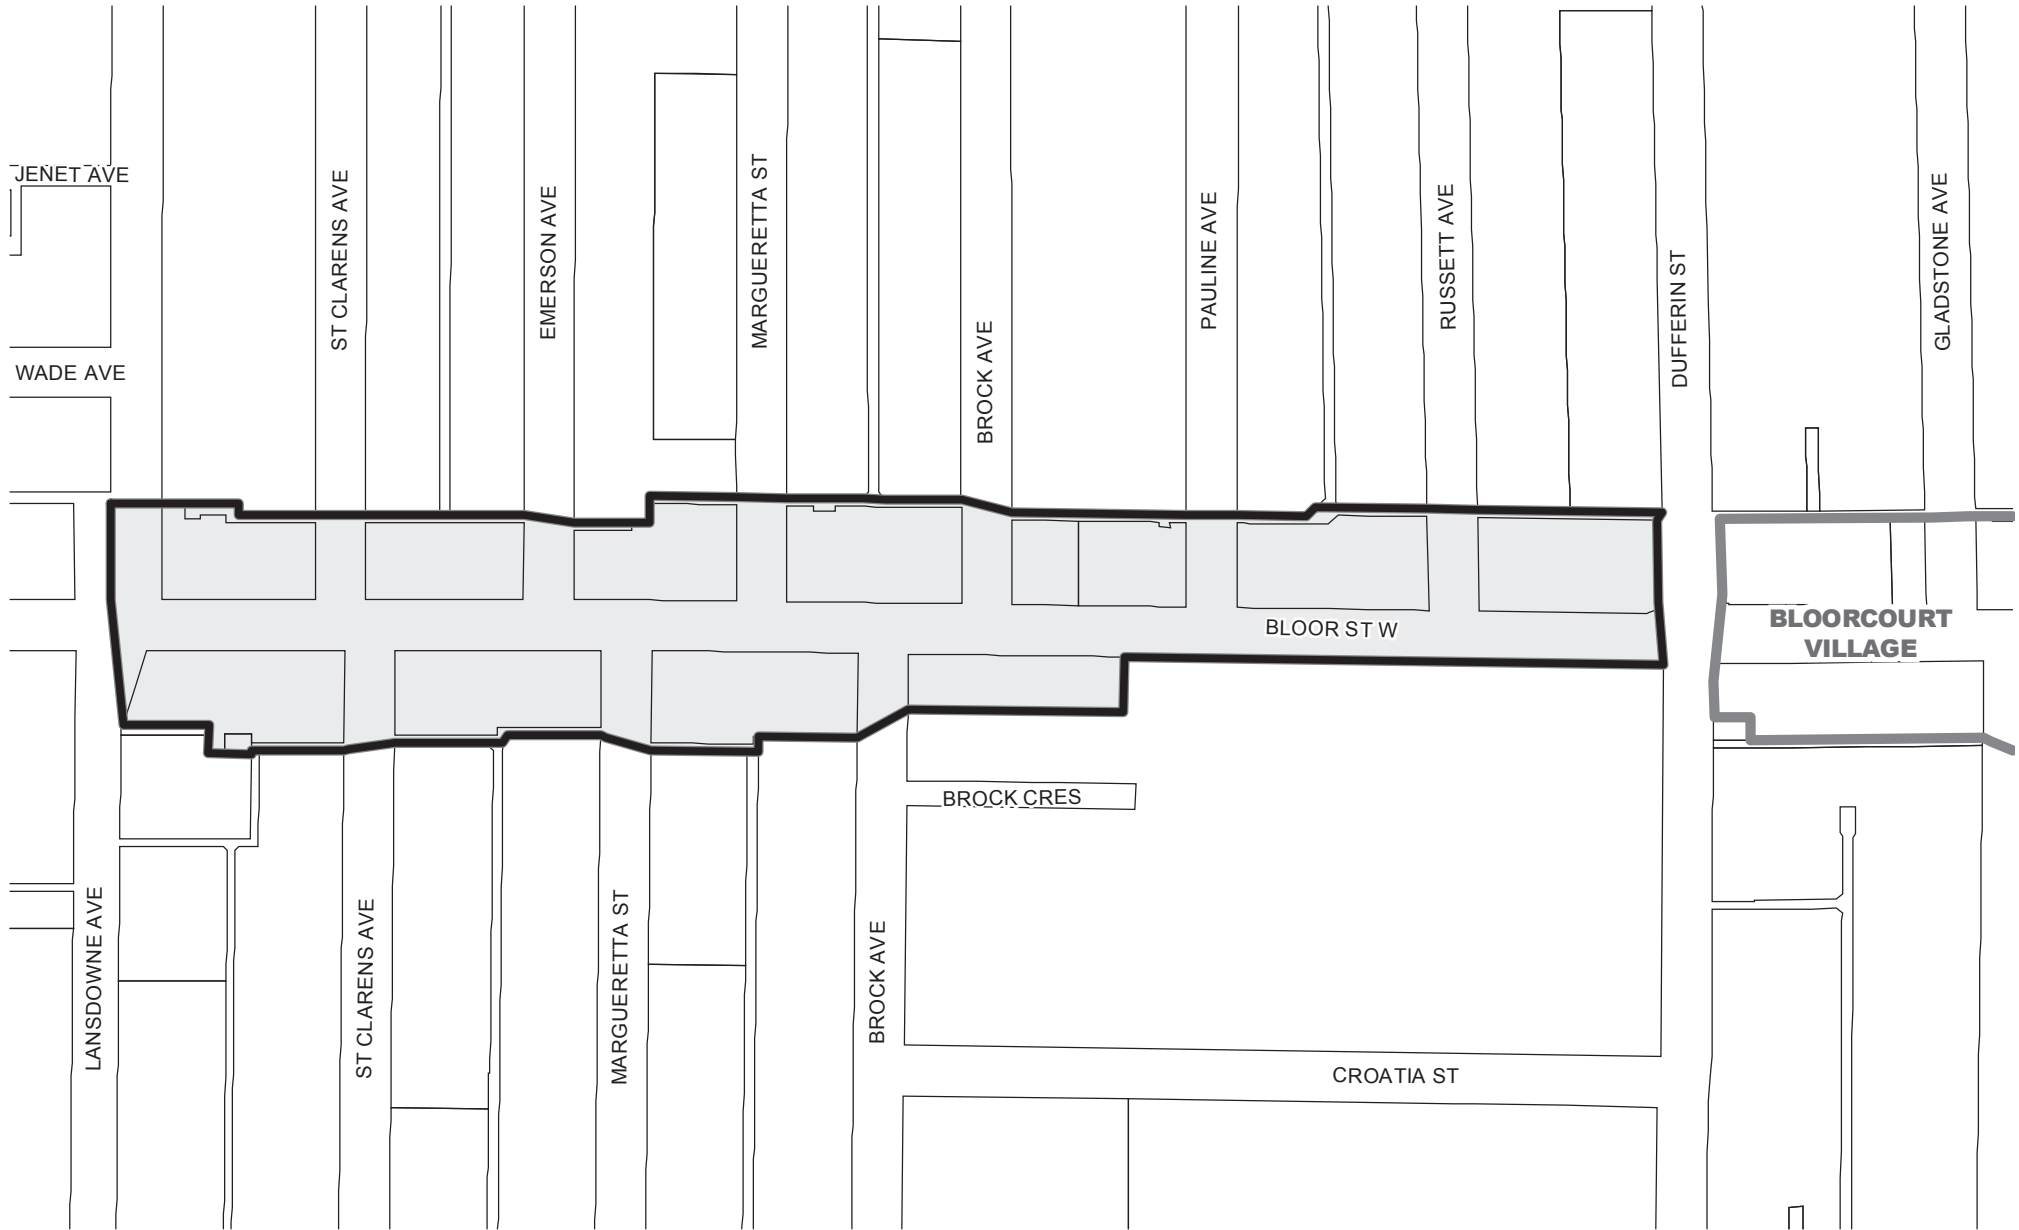 JENET AVE
WADE AVE
ST CLARENS AVE
EMERSON AVE
MARGUERETTA ST
BROCK AVE
PAULINE AVE
RUSSETT AVE
DUFFERIN ST
GLADSTONE AVE
BLOOR ST W
BLOORCOURT
VILLAGE
BROCK CRES
LANSDOWNE AVE
ST CLARENS AVE
MARGUERETTA ST
BROCK AVE
CROATIA ST